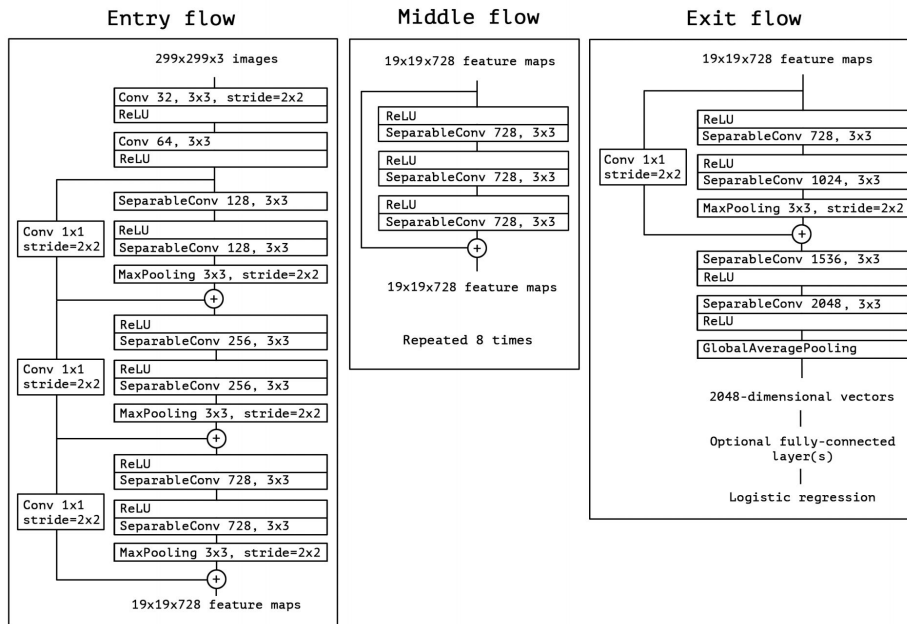 Entry flow
299x299x3 images
Conv 32, 3x3, stride=2x2
ReLU
Conv 64, 3x3
ReLU
SeparableConv 128, 3x3
Conv 1x1
stride=2x2
ReLU
SeparableConv 128, 3x3
MaxPooling 3x3, stride=2x2
+
ReLU
SeparableConv 256, 3x3
Conv 1x1
stride=2x2
ReLU
SeparableConv 256, 3x3
MaxPooling 3x3, stride=2x2
+
ReLU
SeparableConv 728, 3x3
Conv 1x1
stride=2x2
ReLU
SeparableConv 728, 3x3
MaxPooling 3x3, stride=2x2
+
19x19x728 feature maps
Middle flow
19x19x728 feature maps
ReLU
SeparableConv 728, 3x3
ReLU
SeparableConv 728, 3x3
ReLU
SeparableConv 728, 3x3
+
19x19x728 feature maps
Repeated 8 times
Exit flow
19x19x728 feature maps
ReLU
SeparableConv 728, 3x3
Conv 1x1
stride=2x2
ReLU
SeparableConv 1024, 3x3
MaxPooling 3x3, stride=2x2
+
SeparableConv 1536, 3x3
ReLU
SeparableConv 2048, 3x3
ReLU
GlobalAveragePooling
2048-dimensional vectors
Optional fully-connected
layer(s)
Logistic regression